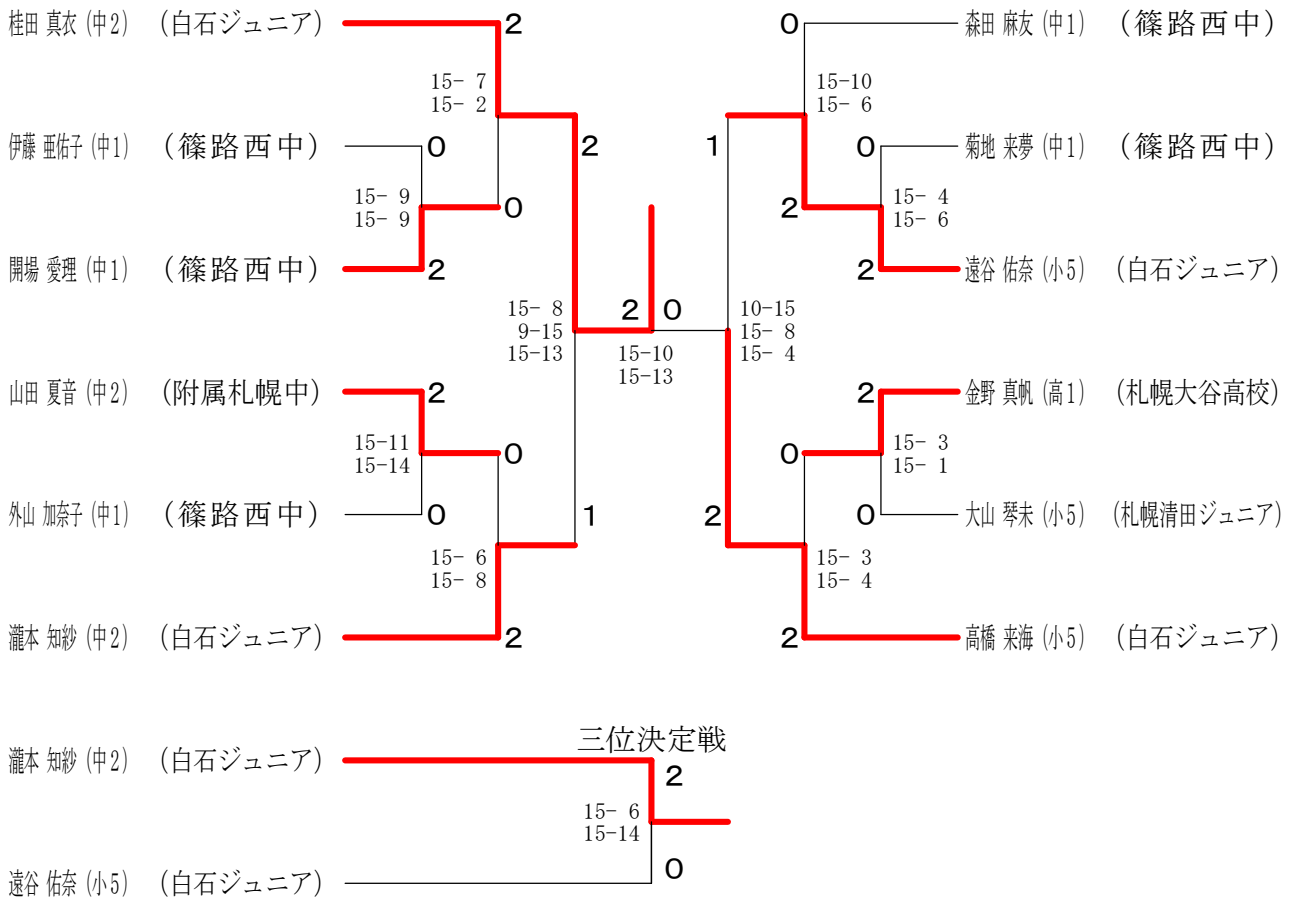 桂田 真衣 (中2) (白石ジュニア) 2
15- 7
15- 2
伊藤 亜佑子 (中1) (篠路西中) 0
15- 9
15- 9
0
開場 愛理 (中1) (篠路西中) 2
2
15- 8
9-15
15-13
山田 夏音 (中2) (附属札幌中) 2
15-11
15-14
0
外山 加奈子 (中1) (篠路西中) 0
1
15- 6
15- 8
瀧本 知紗 (中2) (白石ジュニア) 2
2 0
15-10
15-13
0 森田 麻友 (中1) (篠路西中)
15-10
15- 6
1
0 菊地 来夢 (中1) (篠路西中)
2
15- 4
15- 6
2 遠谷 佑奈 (小5) (白石ジュニア)
10-15
15- 8
15- 4
2 金野 真帆 (高1) (札幌大谷高校)
0
15- 3
15- 1
0 大山 琴未 (小5) (札幌清田ジュニア)
2
15- 3
15- 4
2 高橋 来海 (小5) (白石ジュニア)
三位決定戦
瀧本 知紗 (中2) (白石ジュニア) 2
15- 6
15-14
遠谷 佑奈 (小5) (白石ジュニア) 0